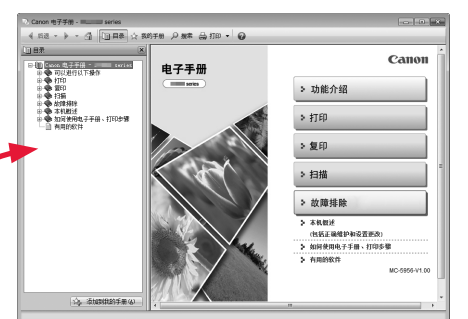 Canon 电子手册 - series
后退 目录 我的手册 搜索 打印
目录
Canon 电子手册 - series
可以进行以下操作
打印
复印
扫描
故障排除
本机概述
如何使用电子手册、打印步骤
有用的软件
添加到我的手册(A)
电子手册
series
Canon
功能介绍
打印
复印
扫描
故障排除
本机概述
(包括正确维护和设置更改)
如何使用电子手册、打印步骤
有用的软件
MC-5956-V1.00